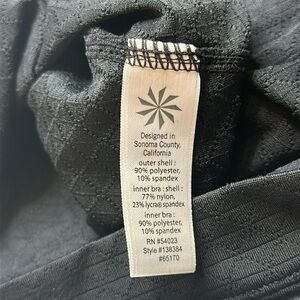 Designed in
Sonoma County,
California
outer shell :
90% polyester,
10% spandex
inner bra : shell :
77% nylon,
23% lycra® spandex
inner bra :
90% polyester,
10% spandex
RN #54023
Style #138384
#65170